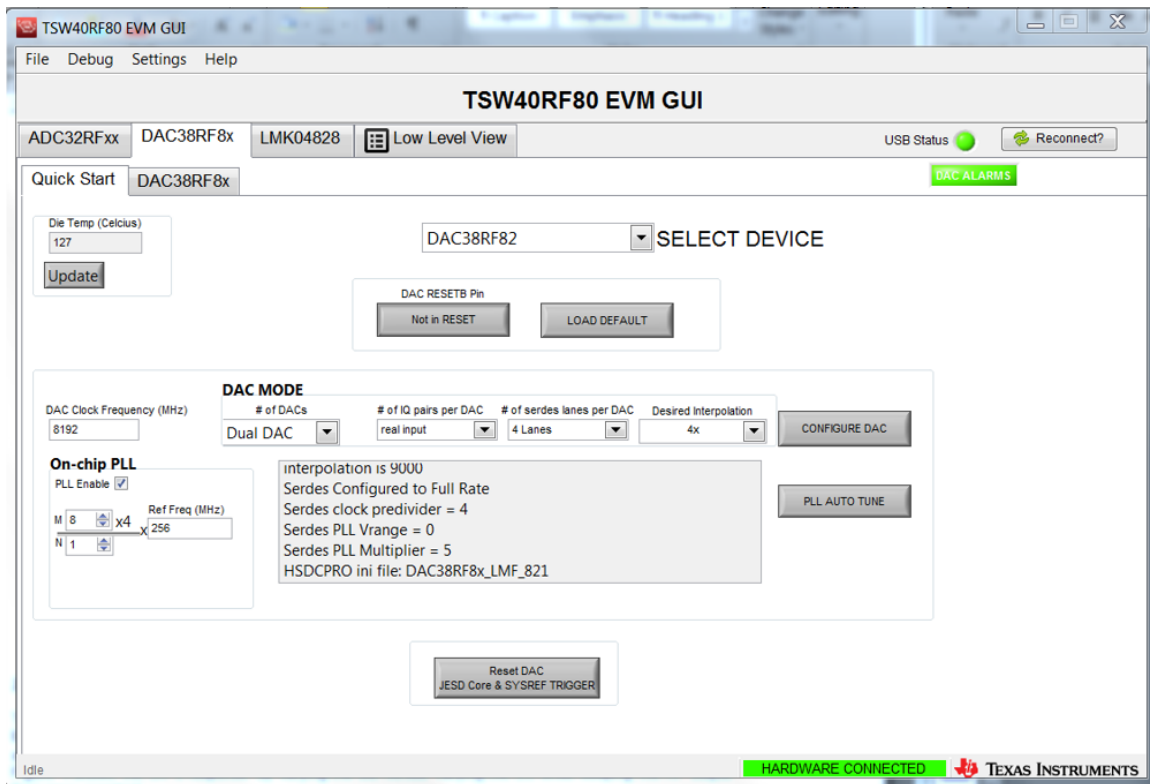 TSW40RF80 EVM GUI
File Debug Settings Help
TSW40RF80 EVM GUI
ADC32RFxx DAC38RF8x LMK04828 Low Level View USB Status Reconnect?
Quick Start DAC38RF8x DAC ALARMS
Die Temp (Celcius)
127
Update
DAC38RF82 SELECT DEVICE
DAC RESETB Pin
Not in RESET LOAD DEFAULT
DAC MODE
DAC Clock Frequency (MHz) # of DACs # of IQ pairs per DAC # of serdes lanes per DAC Desired Interpolation
8192 Dual DAC real input 4 Lanes 4x CONFIGURE DAC
On-chip PLL
PLL Enable
M 8 x4 x Ref Freq (MHz)
256
N 1
Interpolation is 9000
Serdes Configured to Full Rate
Serdes clock predivider = 4
Serdes PLL Vrange = 0
Serdes PLL Multiplier = 5
HSDCPRO ini file: DAC38RF8x_LMF_821
PLL AUTO TUNE
Reset DAC
JESD Core & SYSREF TRIGGER
Idle HARDWARE CONNECTED TEXAS INSTRUMENTS